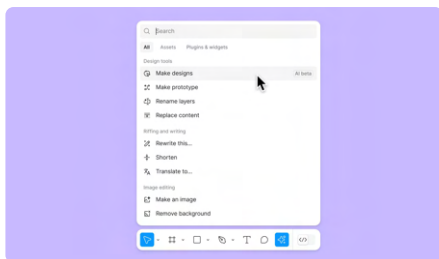 Search
All Assets Plugins & widgets
Design tools
Make designs AI beta
Make prototype
Rename layers
Replace content
Riffing and writing
Rewrite this...
Shorten
Translate to...
Image editing
Make an image
Remove background